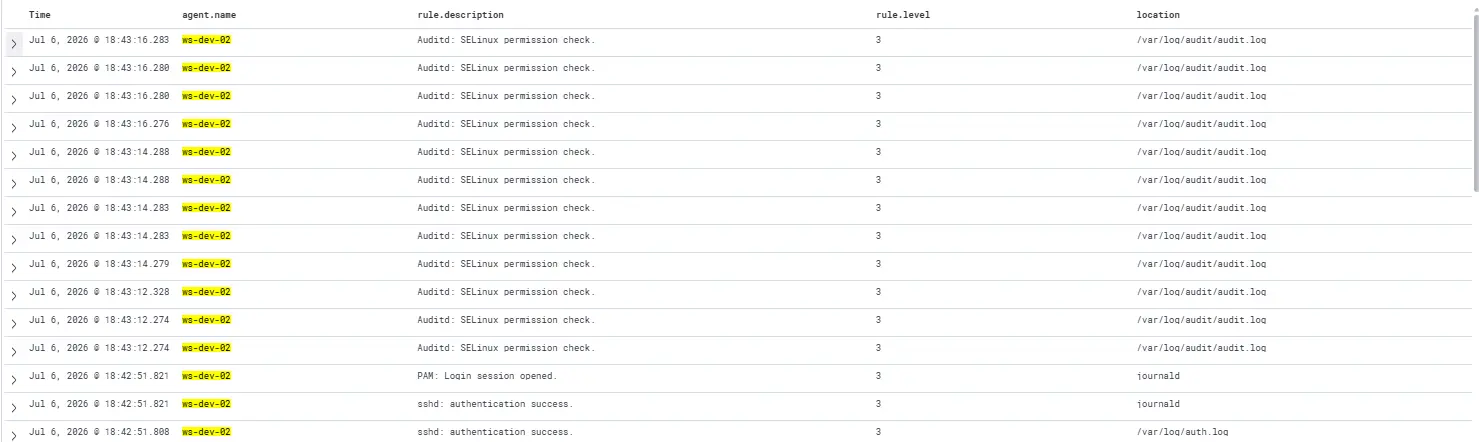 Time agent.name rule.description rule.level location
Jul 6, 2026 @ 18:43:16.283 ws-dev-02 Auditd: SELinux permission check. 3 /var/log/audit/audit.log
Jul 6, 2026 @ 18:43:16.280 ws-dev-02 Auditd: SELinux permission check. 3 /var/log/audit/audit.log
Jul 6, 2026 @ 18:43:16.280 ws-dev-02 Auditd: SELinux permission check. 3 /var/log/audit/audit.log
Jul 6, 2026 @ 18:43:16.276 ws-dev-02 Auditd: SELinux permission check. 3 /var/log/audit/audit.log
Jul 6, 2026 @ 18:43:14.288 ws-dev-02 Auditd: SELinux permission check. 3 /var/log/audit/audit.log
Jul 6, 2026 @ 18:43:14.288 ws-dev-02 Auditd: SELinux permission check. 3 /var/log/audit/audit.log
Jul 6, 2026 @ 18:43:14.283 ws-dev-02 Auditd: SELinux permission check. 3 /var/log/audit/audit.log
Jul 6, 2026 @ 18:43:14.283 ws-dev-02 Auditd: SELinux permission check. 3 /var/log/audit/audit.log
Jul 6, 2026 @ 18:43:14.279 ws-dev-02 Auditd: SELinux permission check. 3 /var/log/audit/audit.log
Jul 6, 2026 @ 18:43:12.328 ws-dev-02 Auditd: SELinux permission check. 3 /var/log/audit/audit.log
Jul 6, 2026 @ 18:43:12.274 ws-dev-02 Auditd: SELinux permission check. 3 /var/log/audit/audit.log
Jul 6, 2026 @ 18:43:12.274 ws-dev-02 Auditd: SELinux permission check. 3 /var/log/audit/audit.log
Jul 6, 2026 @ 18:42:51.821 ws-dev-02 PAM: Login session opened. 3 journald
Jul 6, 2026 @ 18:42:51.821 ws-dev-02 sshd: authentication success. 3 journald
Jul 6, 2026 @ 18:42:51.808 ws-dev-02 sshd: authentication success. 3 /var/log/auth.log